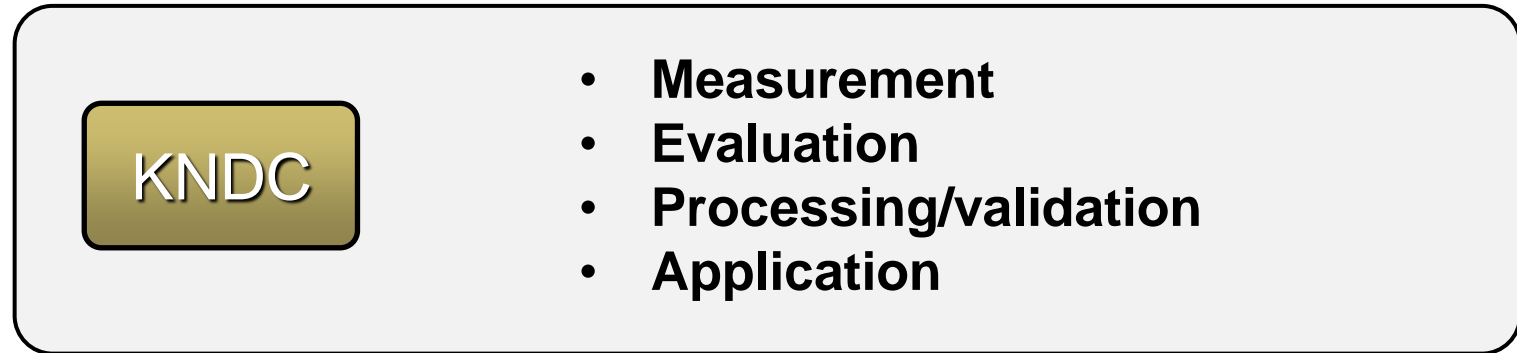 KNDC
• Measurement
• Evaluation
• Processing/validation
• Application